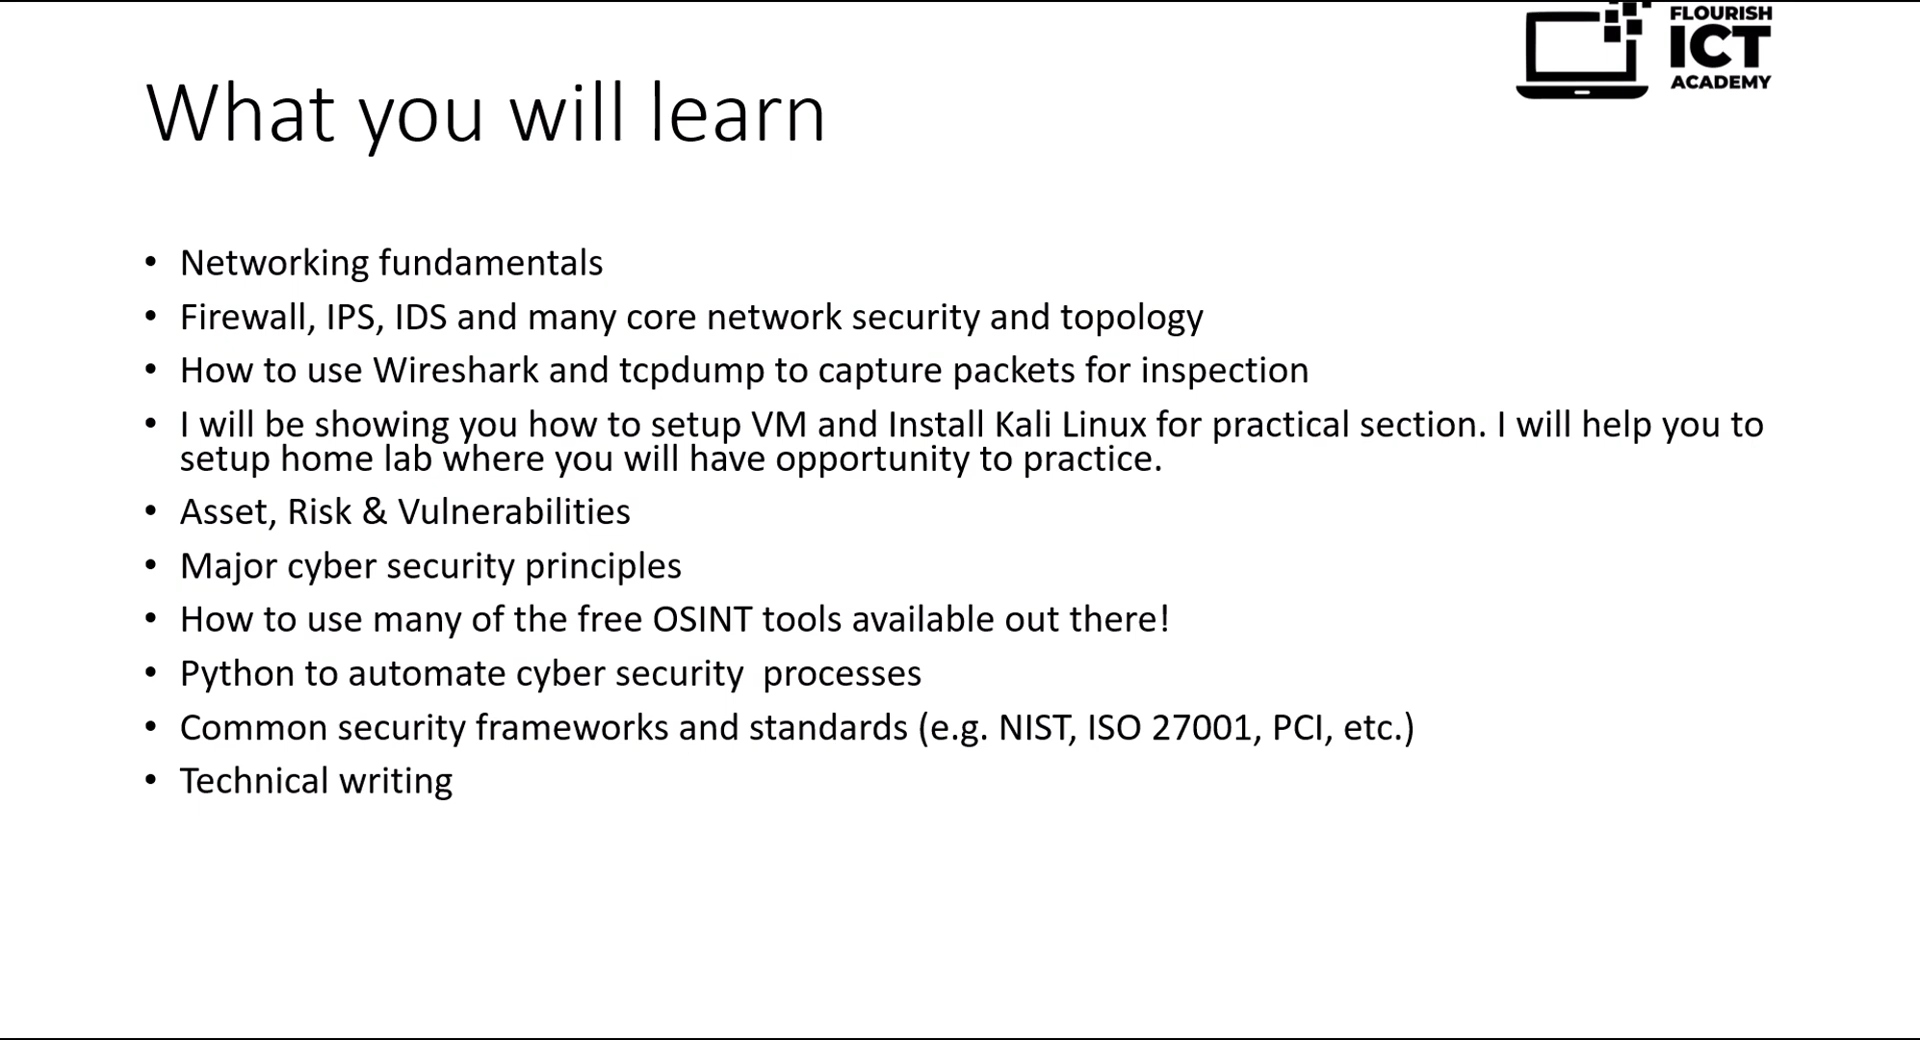 FLOURISH
ICT
ACADEMY
What you will learn
• Networking fundamentals
• Firewall, IPS, IDS and many core network security and topology
• How to use Wireshark and tcpdump to capture packets for inspection
• I will be showing you how to setup VM and Install Kali Linux for practical section. I will help you to
setup home lab where you will have opportunity to practice.
• Asset, Risk & Vulnerabilities
• Major cyber security principles
• How to use many of the free OSINT tools available out there!
• Python to automate cyber security  processes
• Common security frameworks and standards (e.g. NIST, ISO 27001, PCI, etc.)
• Technical writing